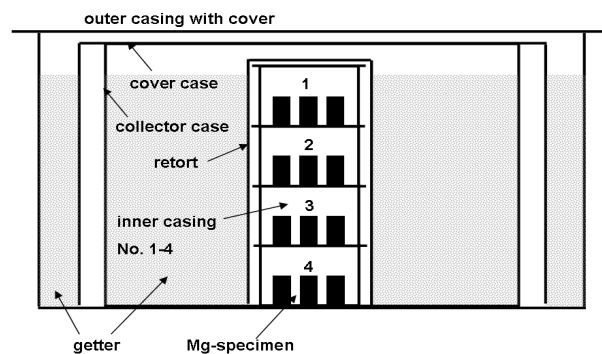 outer casing with cover
cover case
collector case
retort
inner casing
No. 1-4
1
2
3
4
getter
Mg-specimen